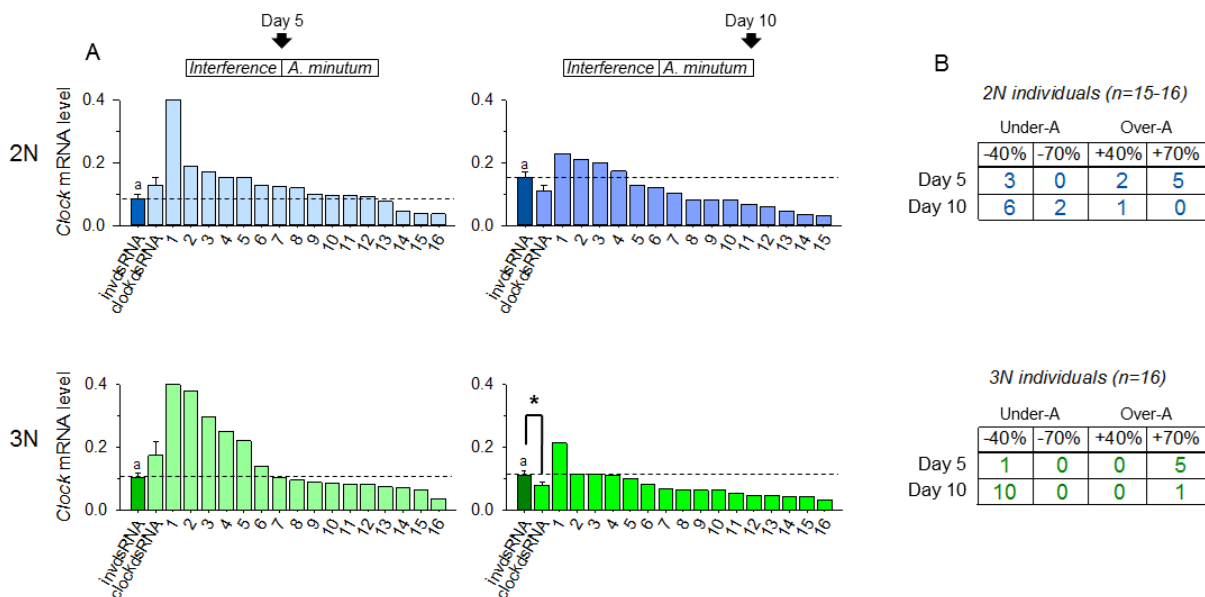 Day 5
Day 10
A
B
Interference A. minutum
Interference A. minutum
2N
Clock mRNA level
0.4
0.2
0.0
a
invdsRNA clockdsRNA 1 2 3 4 5 6 7 8 9 10 11 12 13 14 15 16
0.4
0.2
0.0
a
invdsRNA clockdsRNA 1 2 3 4 5 6 7 8 9 10 11 12 13 14 15
2N individuals (n=15-16)
Under-A Over-A
-40% -70% +40% +70%
Day 5 3 0 2 5
Day 10 6 2 1 0
3N
Clock mRNA level
0.4
0.2
0.0
a
invdsRNA clockdsRNA 1 2 3 4 5 6 7 8 9 10 11 12 13 14 15 16
0.4
0.2
0.0
*
a
invdsRNA clockdsRNA 1 2 3 4 5 6 7 8 9 10 11 12 13 14 15 16
3N individuals (n=16)
Under-A Over-A
-40% -70% +40% +70%
Day 5 1 0 0 5
Day 10 10 0 0 1